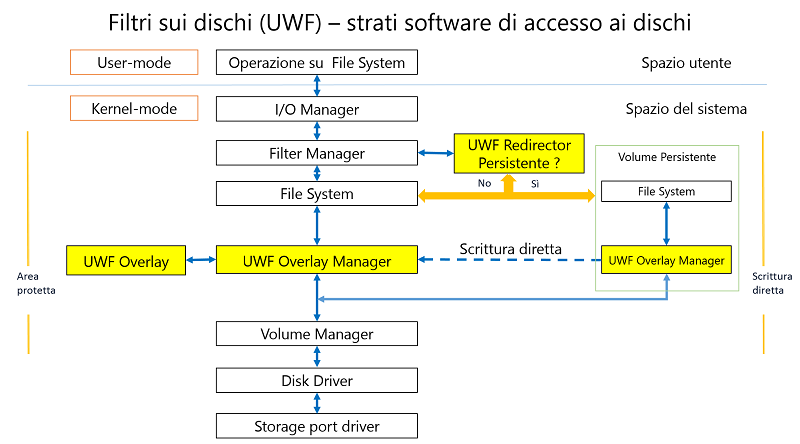 Filtri sui dischi (UWF) – strati software di accesso ai dischi
User-mode
Operazione su File System
Spazio utente
Kernel-mode
I/O Manager
Spazio del sistema
Filter Manager
UWF Redirector
Persistente ?
Volume Persistente
No
Sì
File System
File System
UWF Overlay
UWF Overlay Manager
Scrittura diretta
UWF Overlay Manager
Area
protetta
Scrittura
diretta
Volume Manager
Disk Driver
Storage port driver